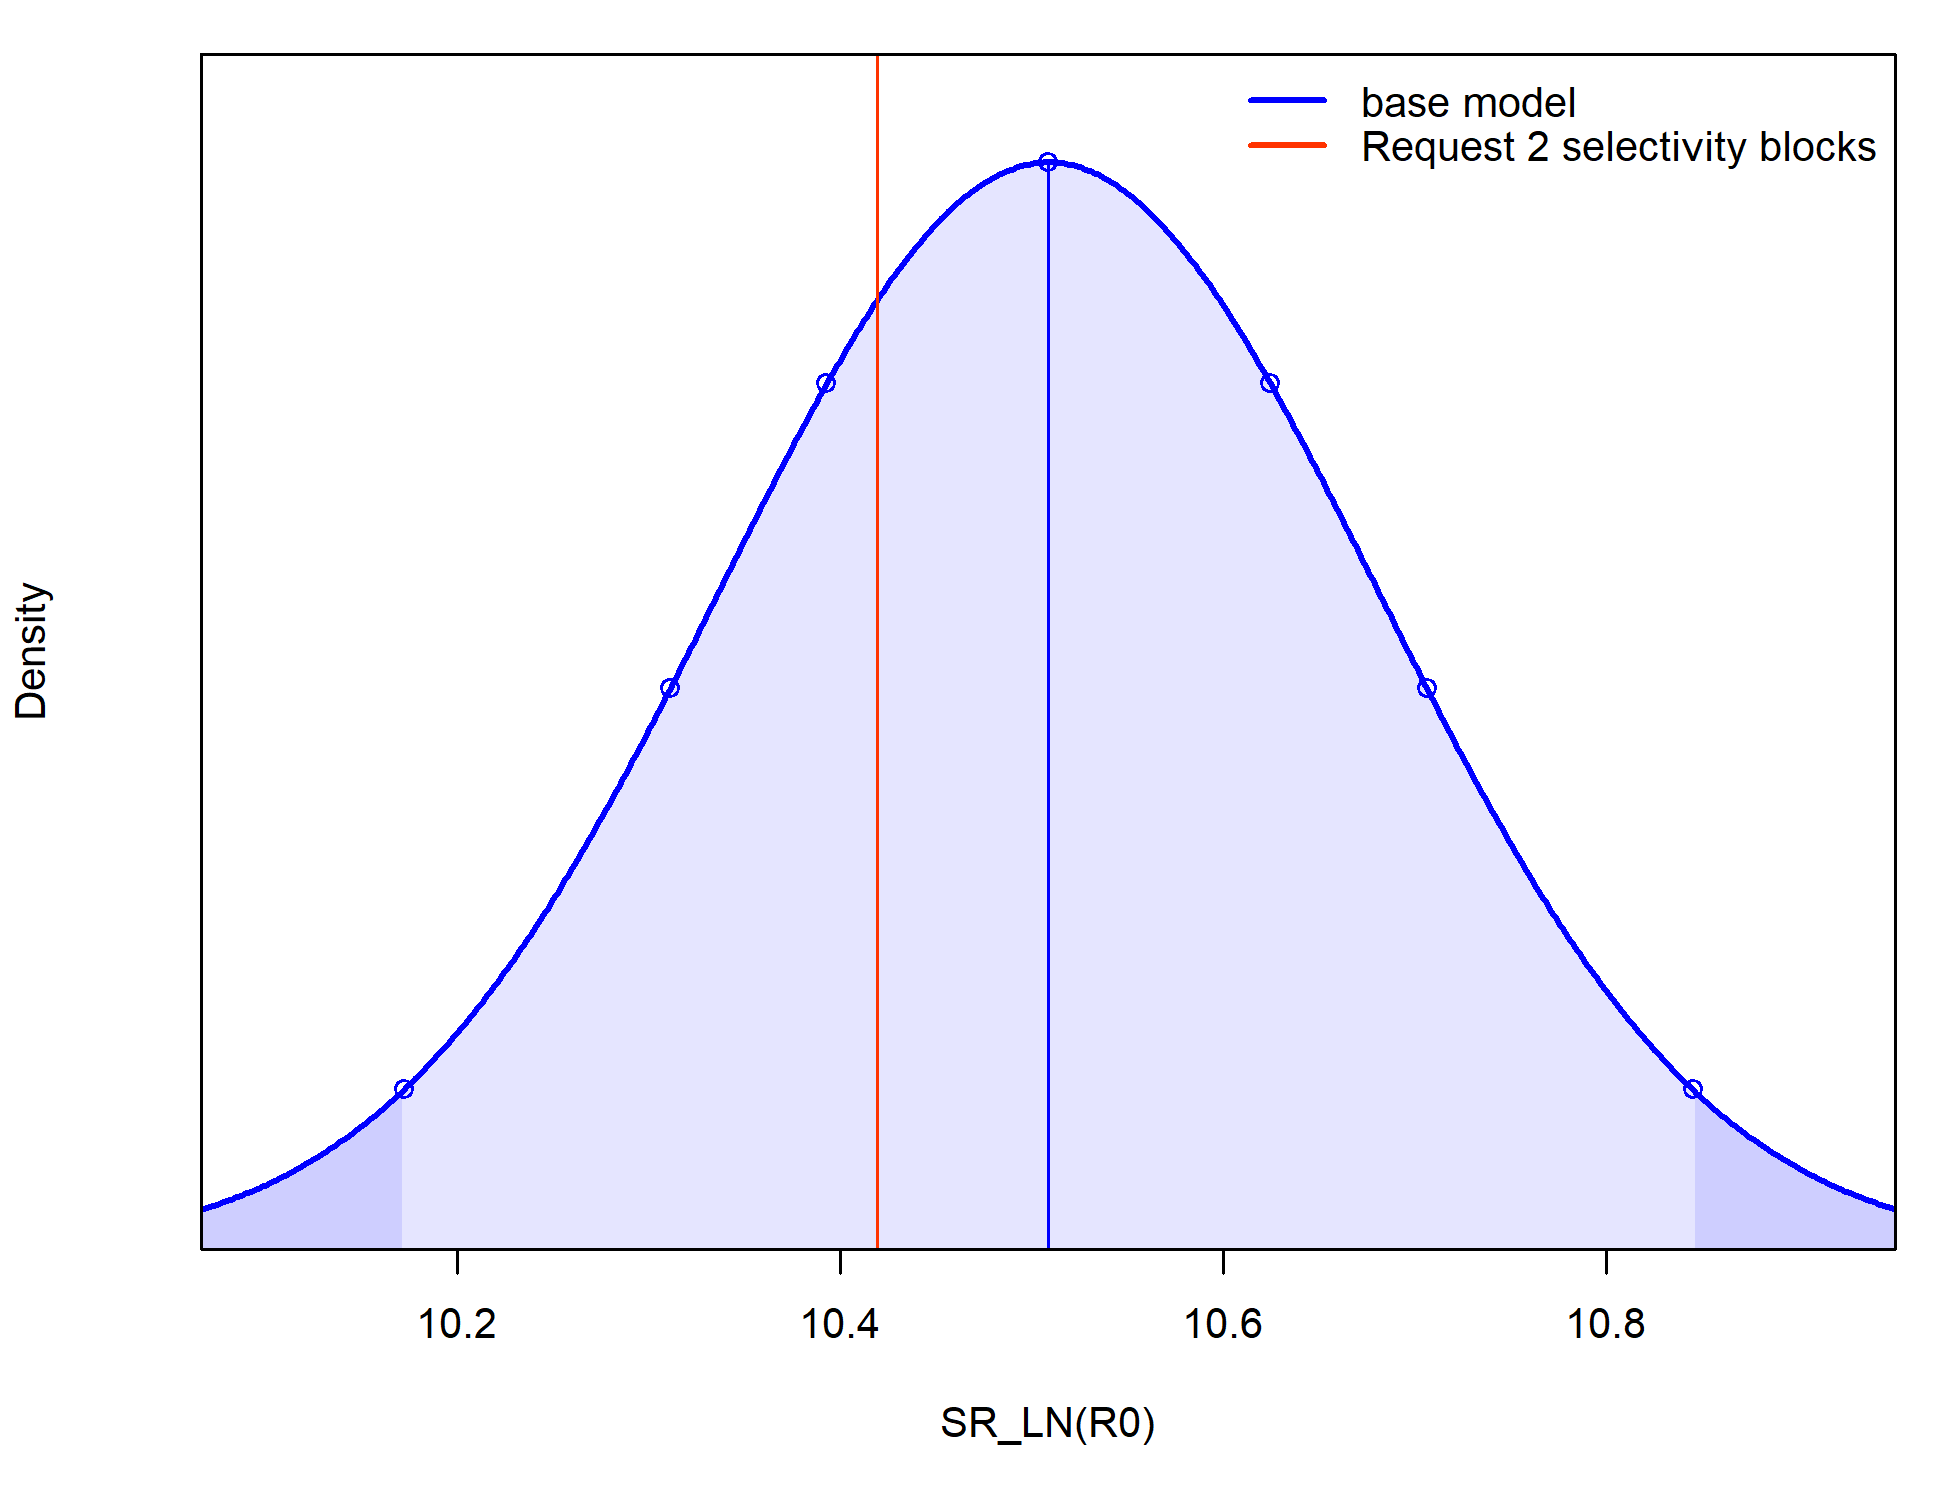 base model
Request 2 selectivity blocks
Density
10.2
10.4
10.6
10.8
SR_LN(R0)